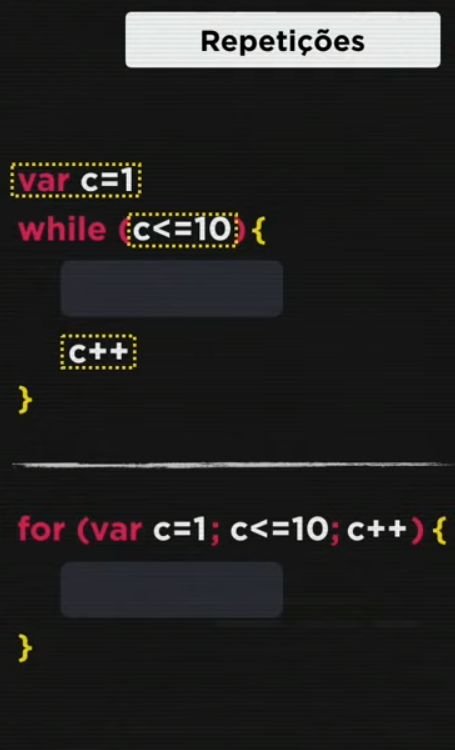 Repetições
var c=1
while (c<=10) {
c++
}
for (var c=1; c<=10; c++) {
}